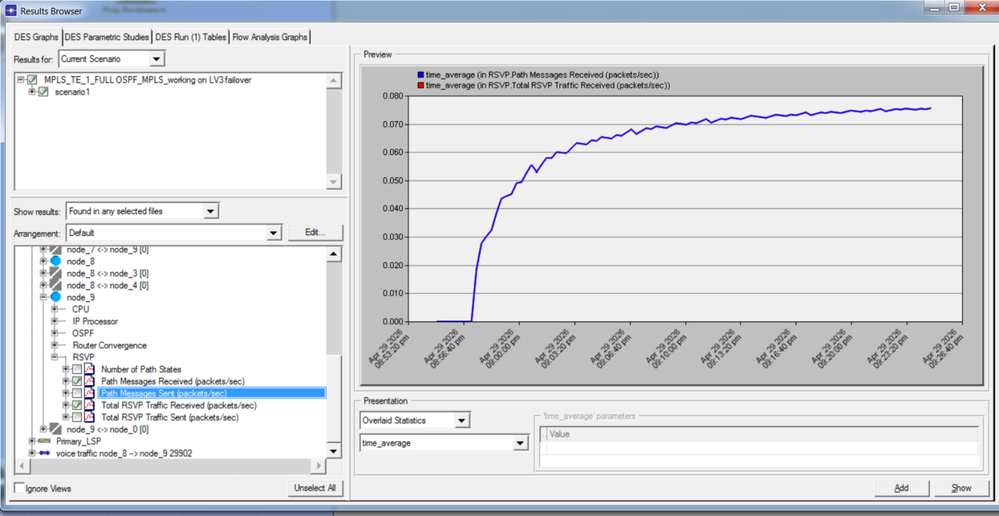 Results Browser
DES Graphs DES Parametric Studies DES Run (1) Tables Flow Analysis Graphs
Results for: Current Scenario
MPLS_TE_1_FULL OSPF_MPLS_working on LV3 failover
scenario1
Show results: Found in any selected files
Arrangement: Default Edit...
node_7 <-> node_9 [0]
node_8
node_8 <-> node_3 [0]
node_8 <-> node_4 [0]
node_9
CPU
IP Processor
OSPF
Router Convergence
RSVP
Number of Path States
Path Messages Received (packets/sec)
Path Messages Sent (packets/sec)
Total RSVP Traffic Received (packets/sec)
Total RSVP Traffic Sent (packets/sec)
node_9 <-> node_0 [0]
Primary_LSP
voice traffic node_8 --> node_9 29902
Ignore Views Unselect All
Preview
time_average (in RSVP.Path Messages Received (packets/sec))
time_average (in RSVP.Total RSVP Traffic Received (packets/sec))
0.080
0.070
0.060
0.050
0.040
0.030
0.020
0.010
0.000
Apr 29 2026 08:53:20 pm
Apr 29 2026 08:56:40 pm
Apr 29 2026 09:00:00 pm
Apr 29 2026 09:03:20 pm
Apr 29 2026 09:06:40 pm
Apr 29 2026 09:10:00 pm
Apr 29 2026 09:13:20 pm
Apr 29 2026 09:16:40 pm
Apr 29 2026 09:20:00 pm
Apr 29 2026 09:23:20 pm
Apr 29 2026 09:26:40 pm
Presentation
Overlaid Statistics
time_average
'time_average' parameters
.. Value
Add Show